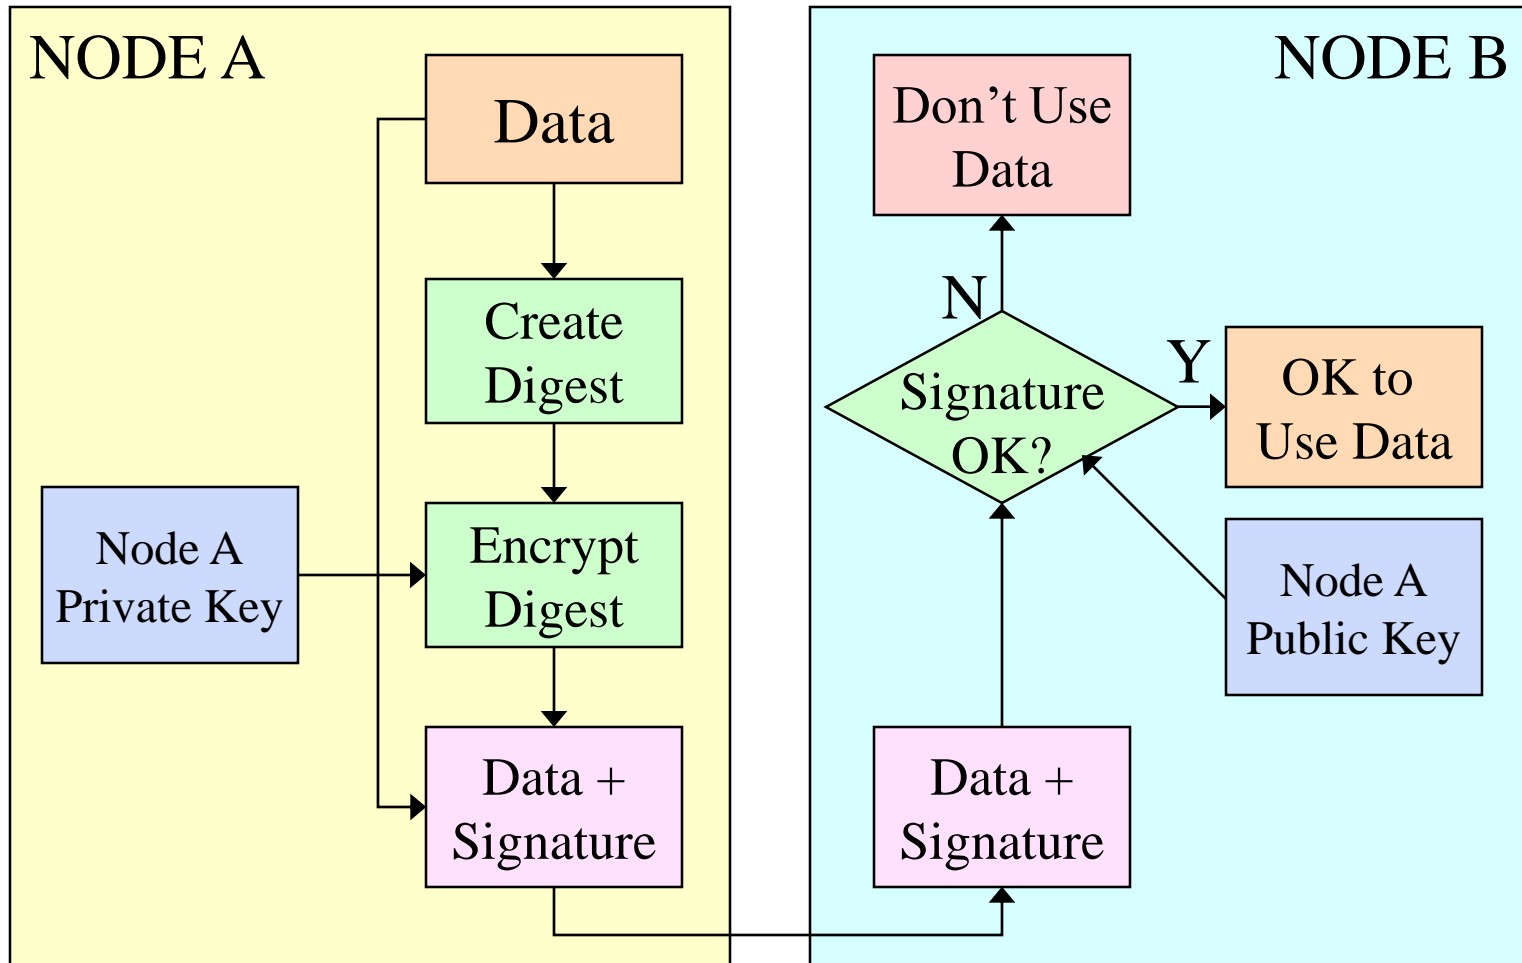 NODE A
Data
Create
Digest
Node A
Private Key
Encrypt
Digest
Data +
Signature
NODE B
Don’t Use
Data
N
Y
Signature
OK?
OK to
Use Data
Node A
Public Key
Data +
Signature